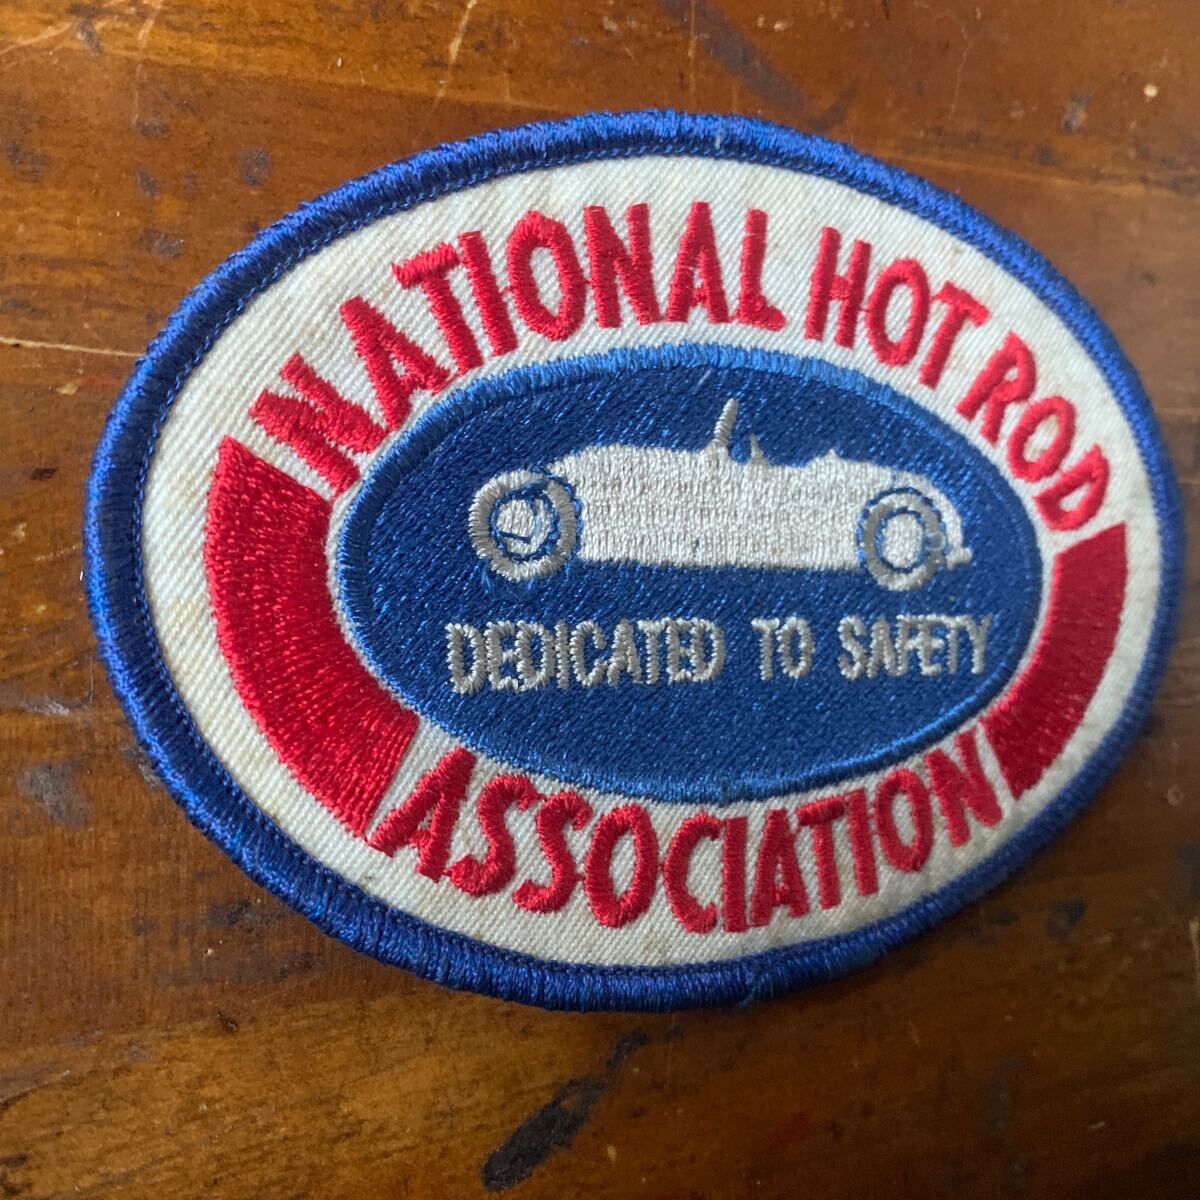 NATIONAL HOT ROD
DEDICATED TO SAFETY
ASSOCIATION